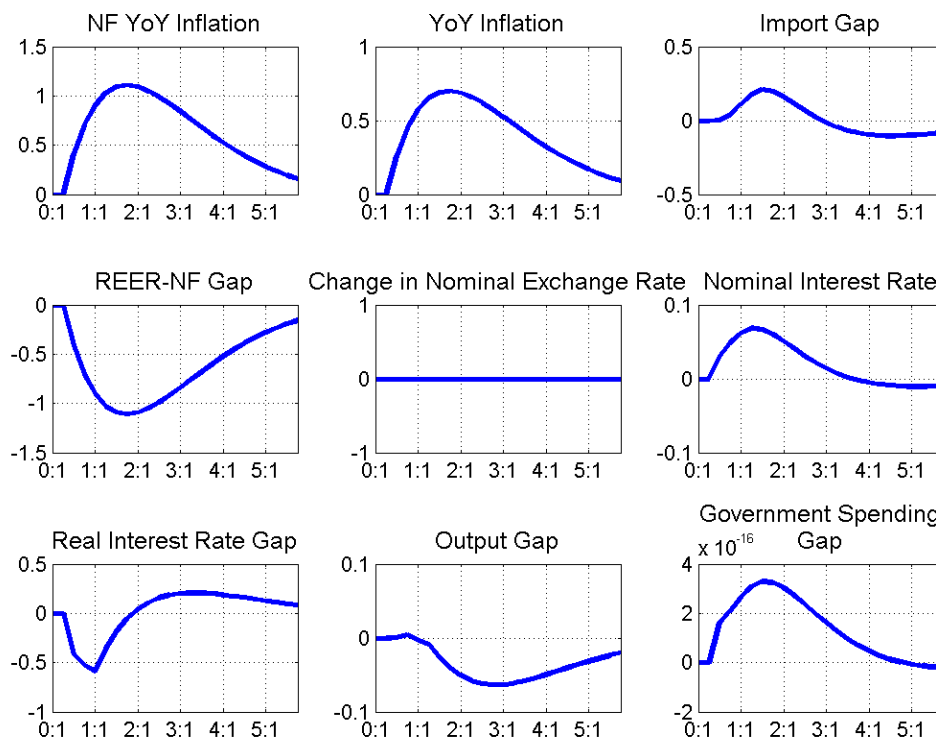 NF YoY Inflation
1.5
1
0.5
0
0:1 1:1 2:1 3:1 4:1 5:1
YoY Inflation
1
0.5
0
0:1 1:1 2:1 3:1 4:1 5:1
Import Gap
0.5
0
-0.5
0:1 1:1 2:1 3:1 4:1 5:1
REER-NF Gap
0
-0.5
-1
-1.5
0:1 1:1 2:1 3:1 4:1 5:1
Change in Nominal Exchange Rate
1
0
-1
0:1 1:1 2:1 3:1 4:1 5:1
Nominal Interest Rate
0.1
0
-0.1
0:1 1:1 2:1 3:1 4:1 5:1
Real Interest Rate Gap
0.5
0
-0.5
-1
0:1 1:1 2:1 3:1 4:1 5:1
Output Gap
0.1
0
-0.1
0:1 1:1 2:1 3:1 4:1 5:1
Government Spending
Gap
x 10^-16
4
2
0
-2
0:1 1:1 2:1 3:1 4:1 5:1